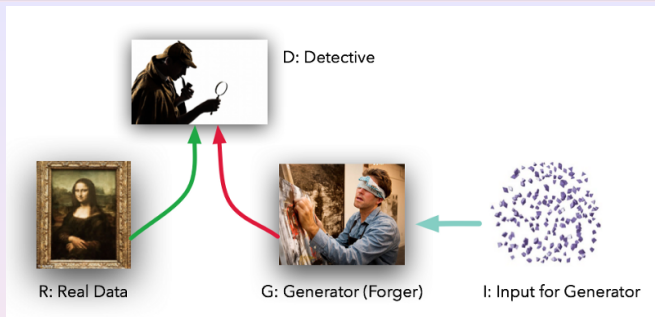 D: Detective
R: Real Data
G: Generator (Forger)
I: Input for Generator